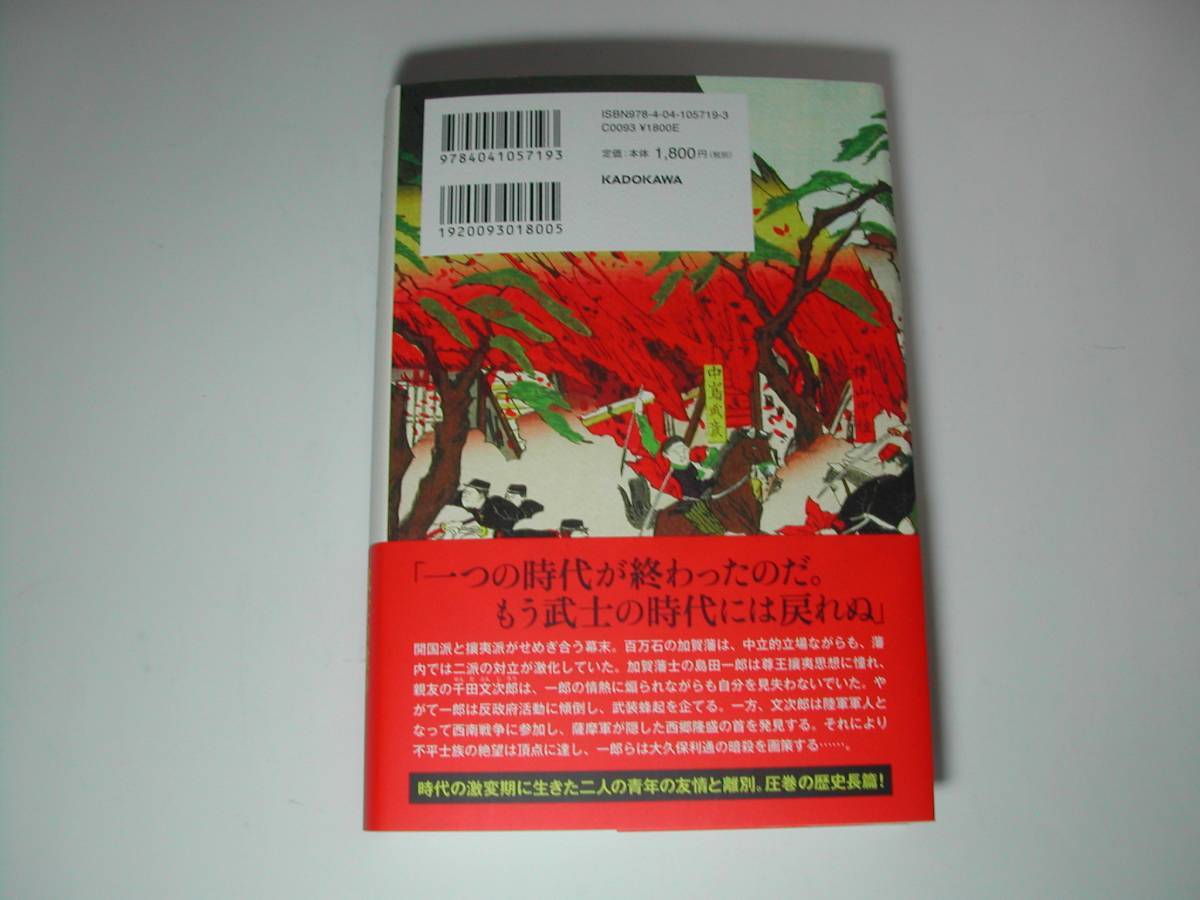 ISBN978-4-04-105719-3
C0093 ¥1800E
定価:本体 1,800円(税別)
KADOKAWA
9784041057193
1920093018005
「一つの時代が終わったのだ。
もう武士の時代には戻れぬ」
開国派と攘夷派がせめぎ合う幕末。百万石の加賀藩は、中立的立場ながらも、藩
内では二派の対立が激化していた。加賀藩士の島田一郎は尊王攘夷思想に憧れ、
親友の千田文次郎は、一郎の情熱に煽られながらも自分を見失わないでいた。や
がて一郎は反政府活動に傾倒し、武装蜂起を企てる。一方、文次郎は陸軍軍人と
なって西南戦争に参加し、薩摩軍が隠した西郷隆盛の首を発見する。それにより
不平士族の絶望は頂点に達し、一郎らは大久保利通の暗殺を画策する……。
時代の激変期に生きた二人の青年の友情と離別。圧巻の歴史長篇!